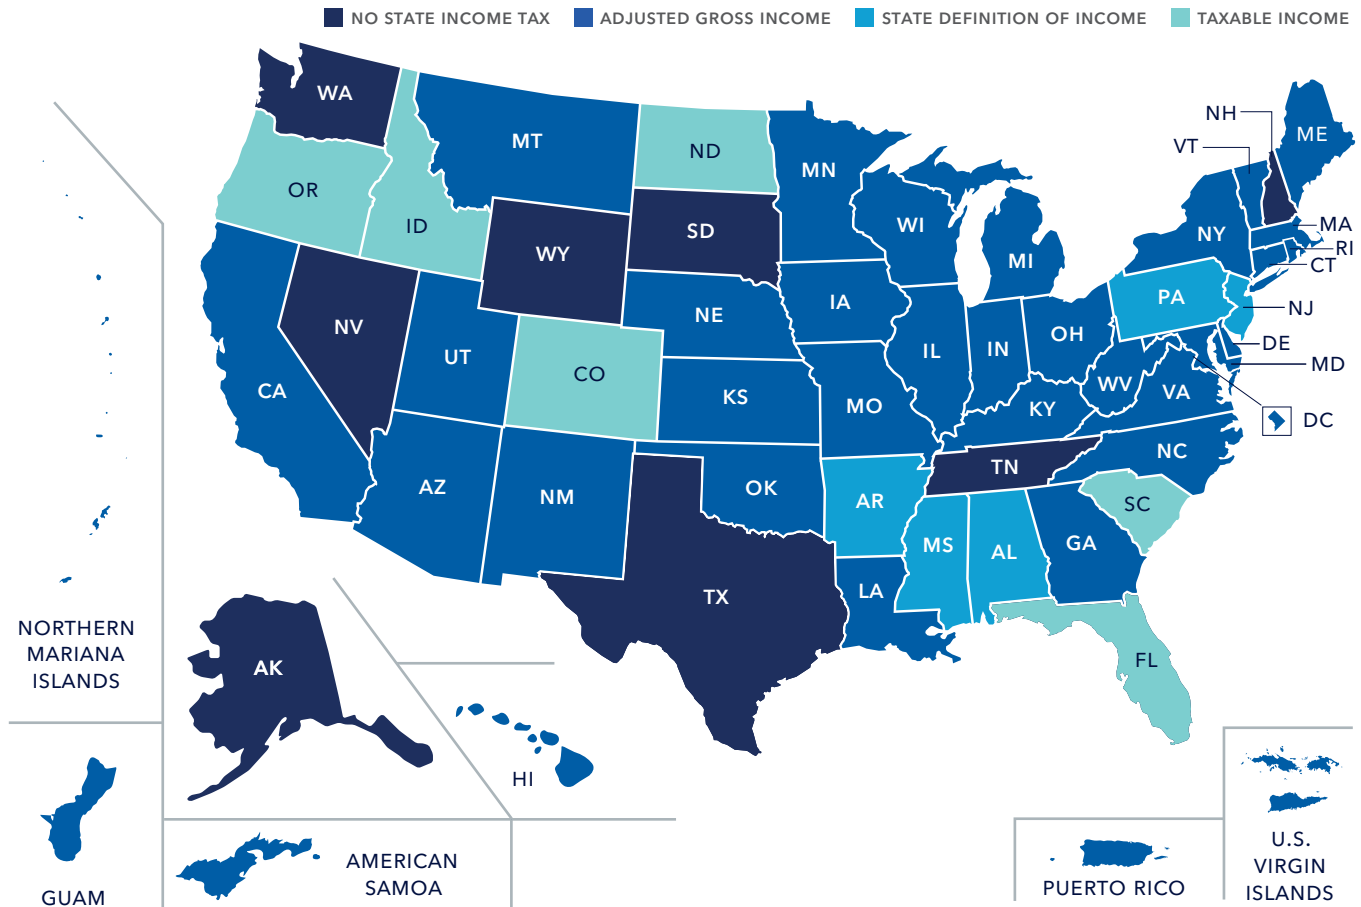 NO STATE INCOME TAX
ADJUSTED GROSS INCOME
STATE DEFINITION OF INCOME
TAXABLE INCOME
WA
MT
ND
MN
NH
ME
VT
OR
ID
SD
WI
MI
NY
MA
RI
CT
WY
NV
UT
NE
IA
PA
NJ
CO
IL
IN
OH
DE
MD
CA
KS
MO
KY
WV
VA
DC
AZ
NM
OK
AR
TN
NC
SC
MS
AL
GA
TX
LA
FL
AK
HI
NORTHERN
MARIANA
ISLANDS
GUAM
AMERICAN
SAMOA
PUERTO RICO
U.S.
VIRGIN
ISLANDS